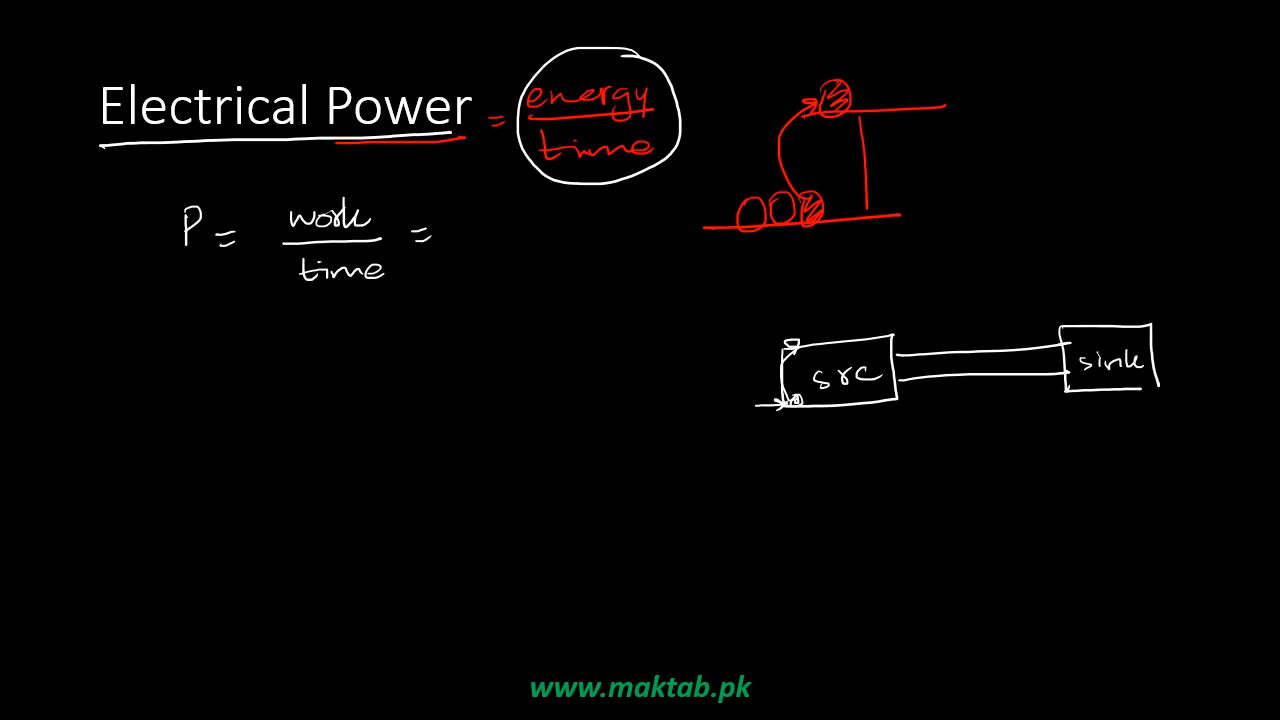 Electrical Power = energy
time
P = work =
time
src
sink
www.maktab.pk